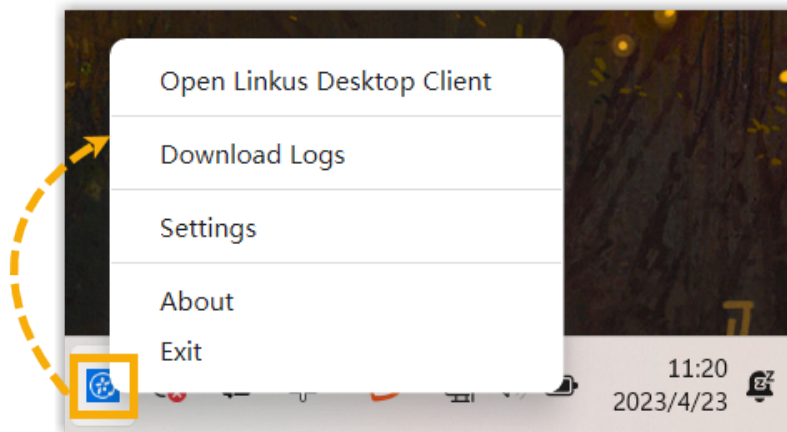 Open Linkus Desktop Client
Download Logs
Settings
About
Exit
11:20
2023/4/23